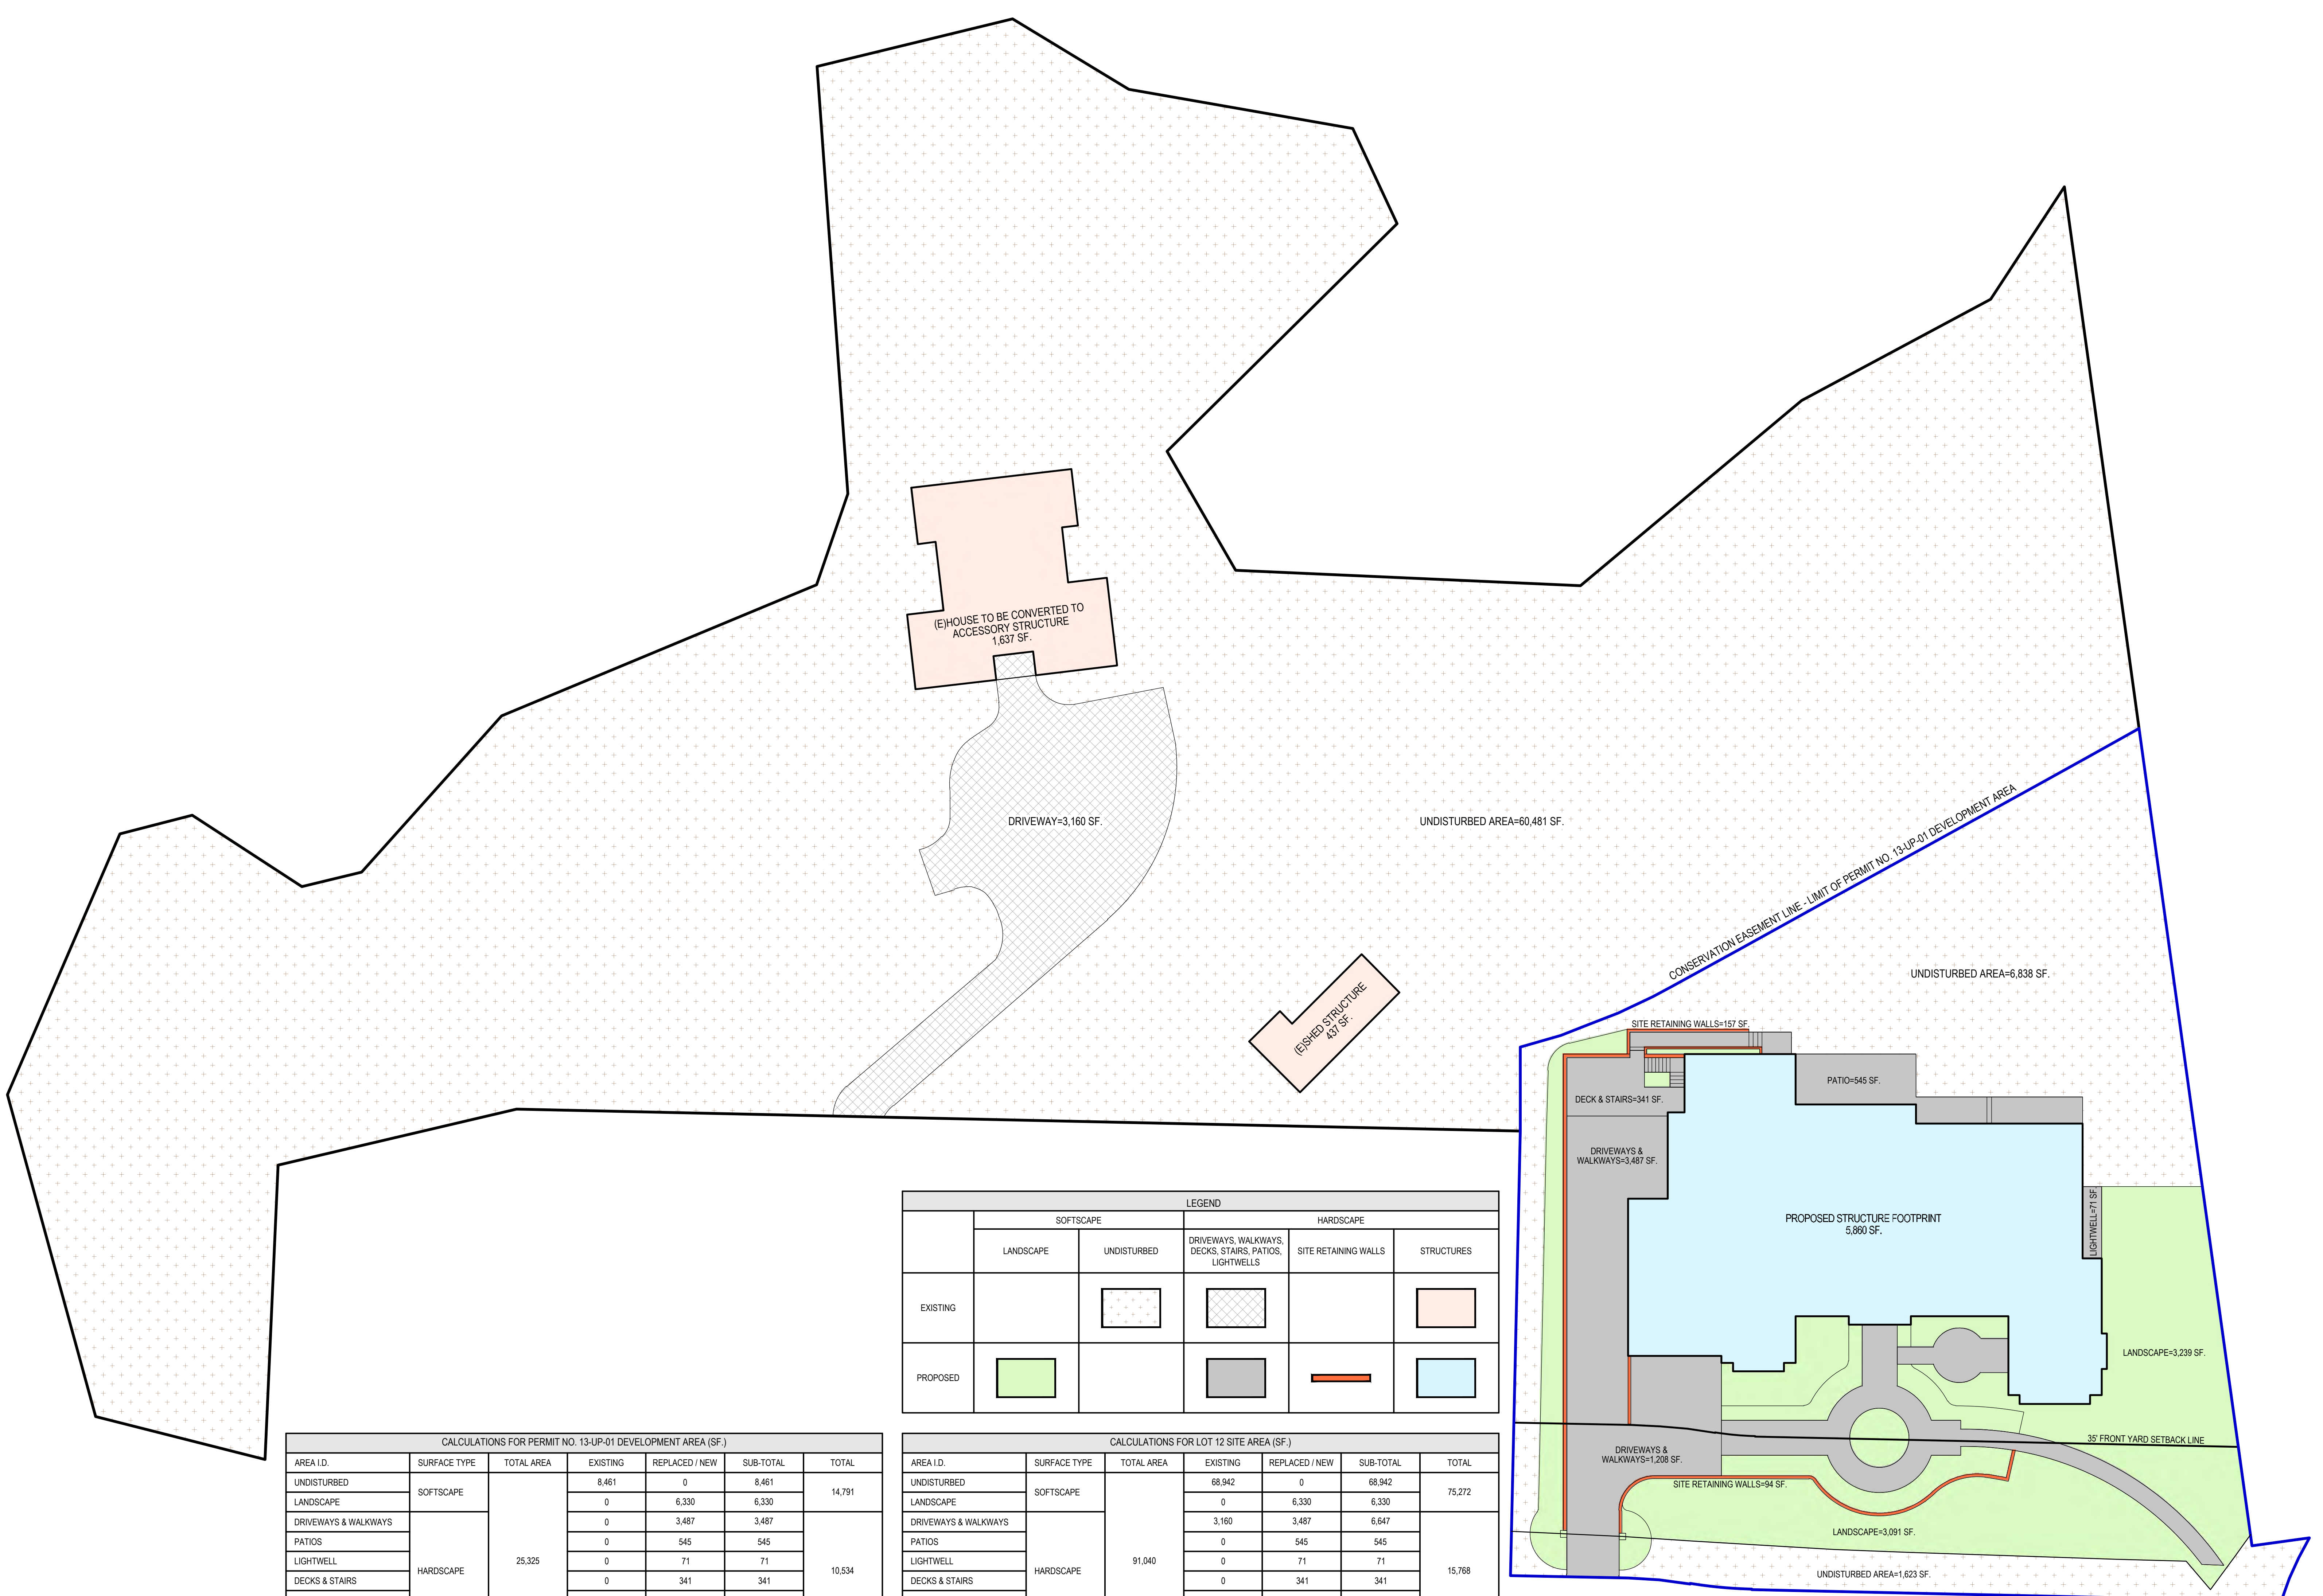 (E)HOUSE TO BE CONVERTED TO
ACCESSORY STRUCTURE
1,637 SF.
DRIVEWAY=3,160 SF.
UNDISTURBED AREA=60,481 SF.
CONSERVATION EASEMENT LINE - LIMIT OF PERMIT NO. 13-UP-01 DEVELOPMENT AREA
UNDISTURBED AREA=6,838 SF.
(E)SHED STRUCTURE
437 SF.
SITE RETAINING WALLS=157 SF.
PATIO=545 SF.
DECK & STAIRS=341 SF.
DRIVEWAYS &
WALKWAYS=3,487 SF.
LIGHTWELL=71 SF.
PROPOSED STRUCTURE FOOTPRINT
5,860 SF.
LANDSCAPE=3,239 SF.
35' FRONT YARD SETBACK LINE
DRIVEWAYS &
WALKWAYS=1,208 SF.
SITE RETAINING WALLS=94 SF.
LANDSCAPE=3,091 SF.
UNDISTURBED AREA=1,623 SF.
LEGEND
SOFTSCAPE HARDSCAPE
LANDSCAPE UNDISTURBED DRIVEWAYS, WALKWAYS, DECKS, STAIRS, PATIOS, LIGHTWELLS SITE RETAINING WALLS STRUCTURES
EXISTING
PROPOSED
CALCULATIONS FOR PERMIT NO. 13-UP-01 DEVELOPMENT AREA (SF.)
AREA I.D. SURFACE TYPE TOTAL AREA EXISTING REPLACED / NEW SUB-TOTAL TOTAL
UNDISTURBED SOFTSCAPE 8,461 0 8,461 14,791
LANDSCAPE 0 6,330 6,330
DRIVEWAYS & WALKWAYS 0 3,487 3,487
PATIOS 0 545 545
LIGHTWELL HARDSCAPE 25,325 0 71 71 10,534
DECKS & STAIRS 0 341 341
CALCULATIONS FOR LOT 12 SITE AREA (SF.)
AREA I.D. SURFACE TYPE TOTAL AREA EXISTING REPLACED / NEW SUB-TOTAL TOTAL
UNDISTURBED SOFTSCAPE 68,942 0 68,942 75,272
LANDSCAPE 0 6,330 6,330
DRIVEWAYS & WALKWAYS 3,160 3,487 6,647
PATIOS 0 545 545
LIGHTWELL HARDSCAPE 91,040 0 71 71 15,768
DECKS & STAIRS 0 341 341